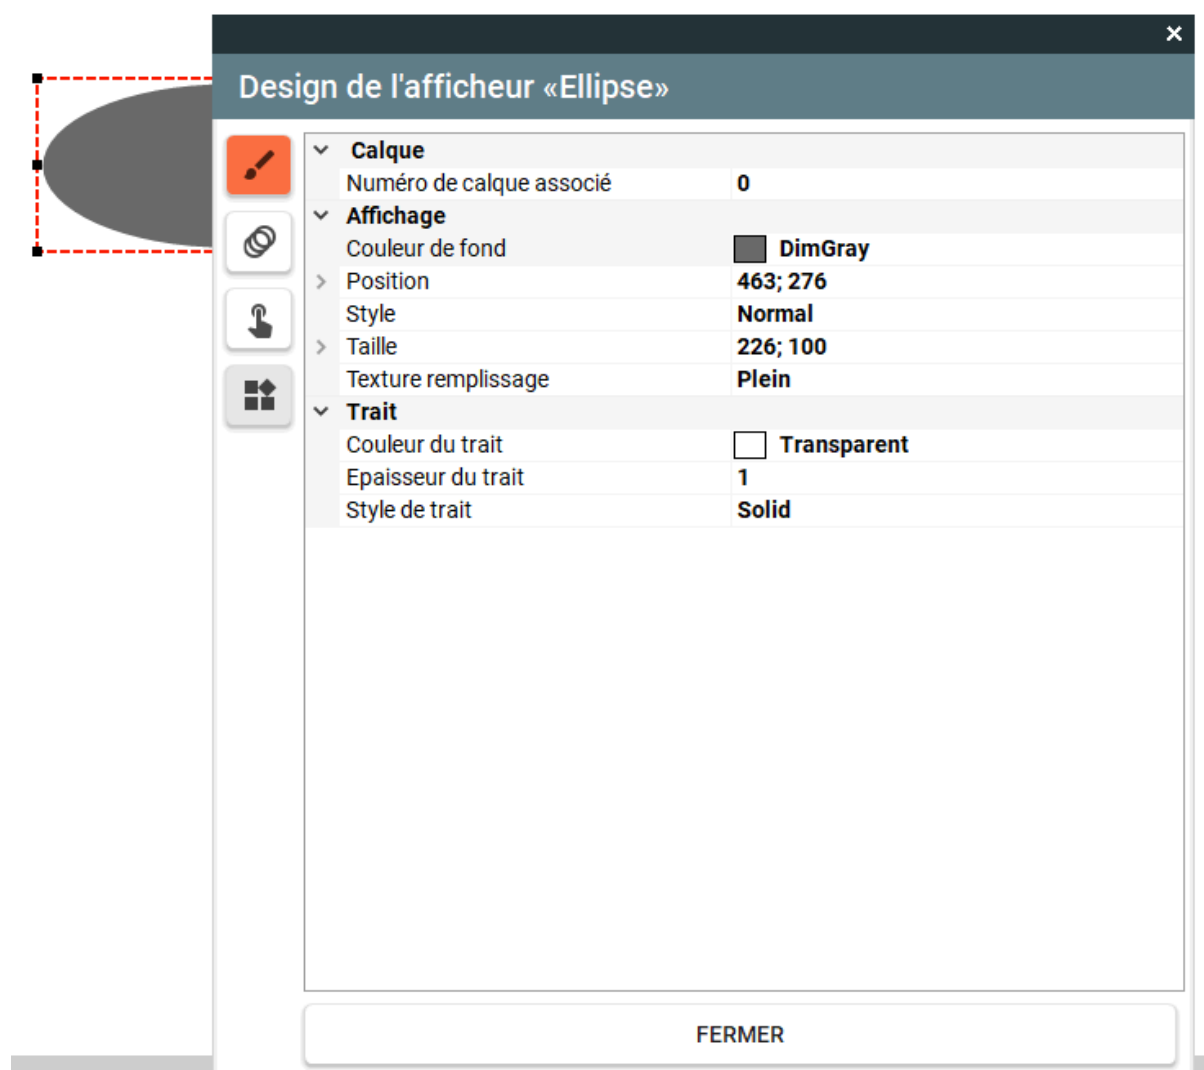 Design de l'afficheur «Ellipse»
Calque
Numéro de calque associé 0
Affichage
Couleur de fond DimGray
Position 463; 276
Style Normal
Taille 226; 100
Texture remplissage Plein
Trait
Couleur du trait Transparent
Epaisseur du trait 1
Style de trait Solid
FERMER